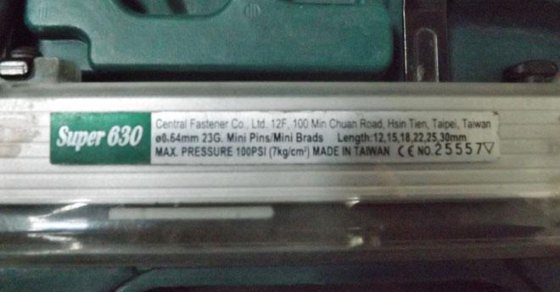 Super 630
Central Fastener Co., Ltd. 12F, 100 Min Chuan Road, Hsin Tien, Taipei, Taiwan
ø0.64mm 23G. Mini Pins/Mini Brads Length:12,15,18,22,25,30mm
MAX. PRESSURE 100PSI (7kg/cm²) MADE IN TAIWAN CE NO.25557▽